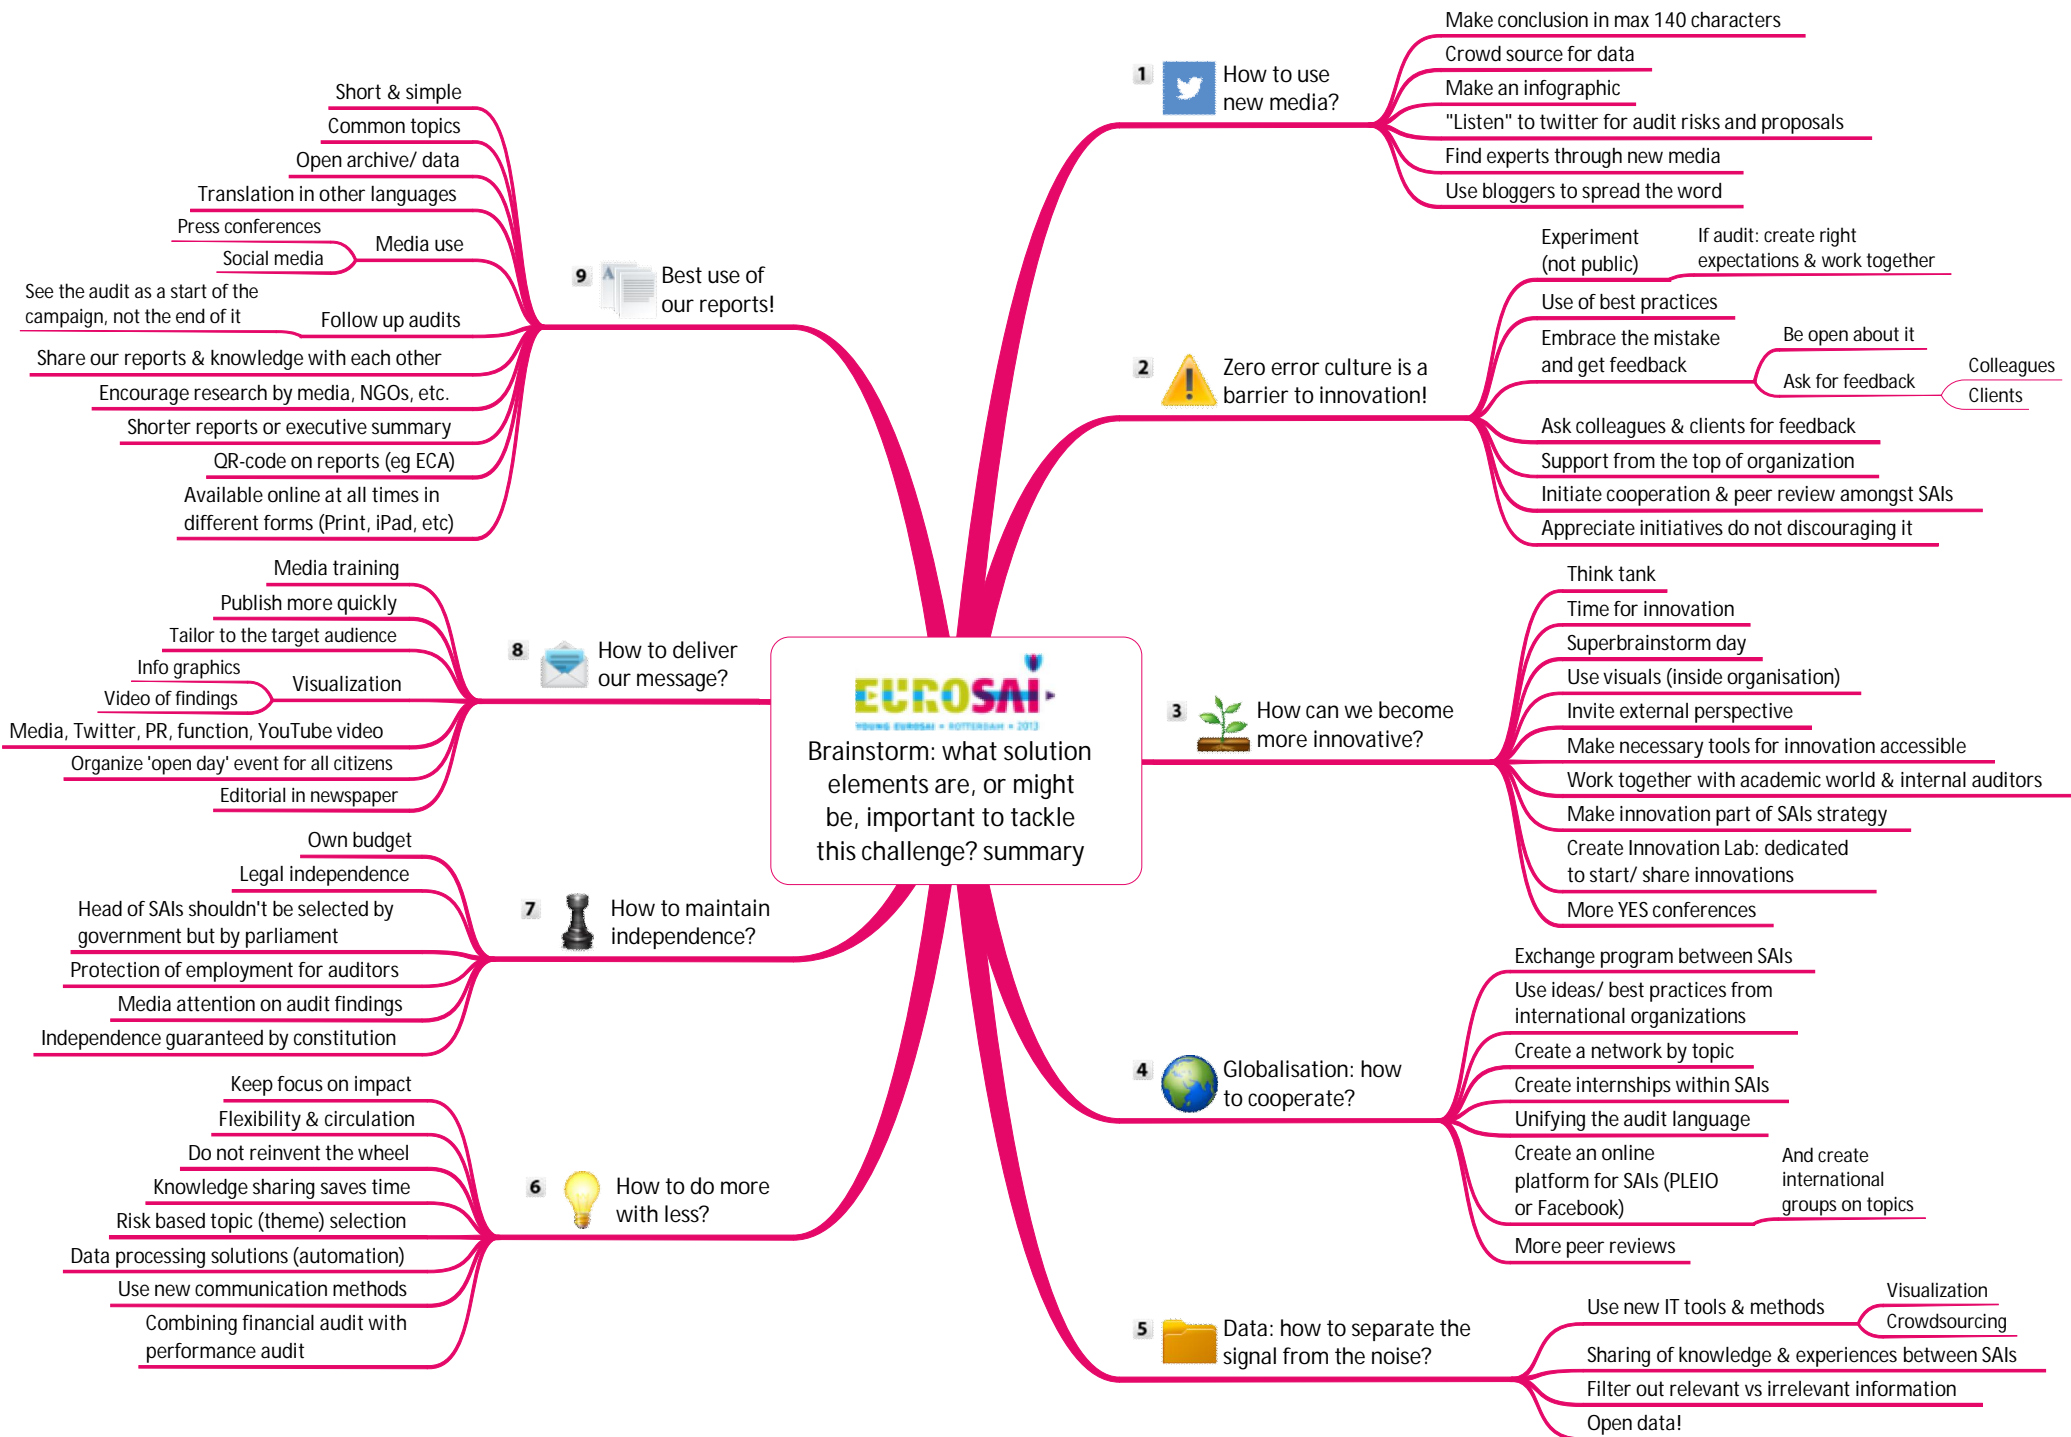 EUROSAI
YOUNG EUROSAI • ROTTERDAM • 2013
Brainstorm: what solution
elements are, or might
be, important to tackle
this challenge? summary
1
How to use
new media?
Make conclusion in max 140 characters
Crowd source for data
Make an infographic
"Listen" to twitter for audit risks and proposals
Find experts through new media
Use bloggers to spread the word
2
Zero error culture is a
barrier to innovation!
Experiment
(not public)
If audit: create right
expectations & work together
Use of best practices
Embrace the mistake
and get feedback
Be open about it
Ask for feedback
Colleagues
Clients
Ask colleagues & clients for feedback
Support from the top of organization
Initiate cooperation & peer review amongst SAIs
Appreciate initiatives do not discouraging it
3
How can we become
more innovative?
Think tank
Time for innovation
Superbrainstorm day
Use visuals (inside organisation)
Invite external perspective
Make necessary tools for innovation accessible
Work together with academic world & internal auditors
Make innovation part of SAIs strategy
Create Innovation Lab: dedicated
to start/ share innovations
More YES conferences
4
Globalisation: how
to cooperate?
Exchange program between SAIs
Use ideas/ best practices from
international organizations
Create a network by topic
Create internships within SAIs
Unifying the audit language
Create an online
platform for SAIs (PLEIO
or Facebook)
And create
international
groups on topics
More peer reviews
5
Data: how to separate the
signal from the noise?
Use new IT tools & methods
Visualization
Crowdsourcing
Sharing of knowledge & experiences between SAIs
Filter out relevant vs irrelevant information
Open data!
6
How to do more
with less?
Keep focus on impact
Flexibility & circulation
Do not reinvent the wheel
Knowledge sharing saves time
Risk based topic (theme) selection
Data processing solutions (automation)
Use new communication methods
Combining financial audit with
performance audit
7
How to maintain
independence?
Own budget
Legal independence
Head of SAIs shouldn't be selected by
government but by parliament
Protection of employment for auditors
Media attention on audit findings
Independence guaranteed by constitution
8
How to deliver
our message?
Media training
Publish more quickly
Tailor to the target audience
Visualization
Info graphics
Video of findings
Media, Twitter, PR, function, YouTube video
Organize 'open day' event for all citizens
Editorial in newspaper
9
A
Best use of
our reports!
Short & simple
Common topics
Open archive/ data
Translation in other languages
Media use
Press conferences
Social media
Follow up audits
See the audit as a start of the
campaign, not the end of it
Share our reports & knowledge with each other
Encourage research by media, NGOs, etc.
Shorter reports or executive summary
QR-code on reports (eg ECA)
Available online at all times in
different forms (Print, iPad, etc)